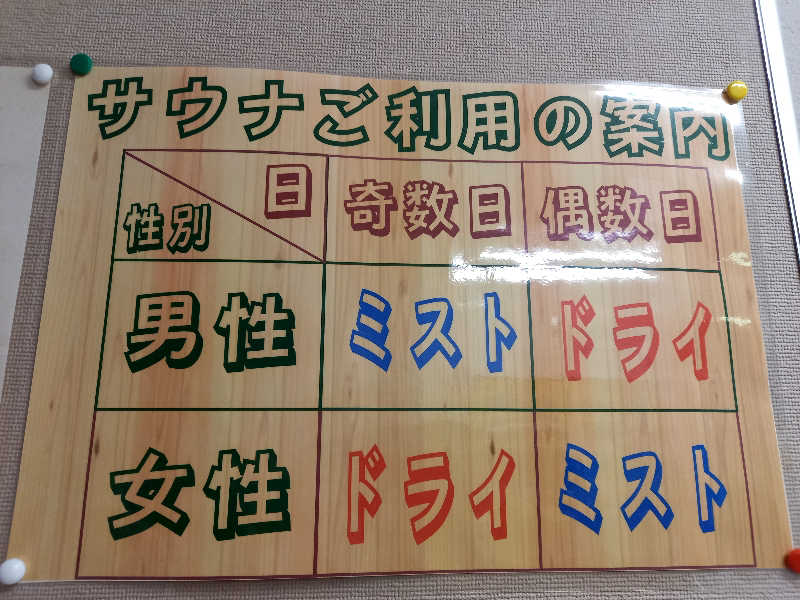 サウナご利用の案内
日
性別
奇数日 偶数日
男性 ミスト ドライ
女性 ドライ ミスト